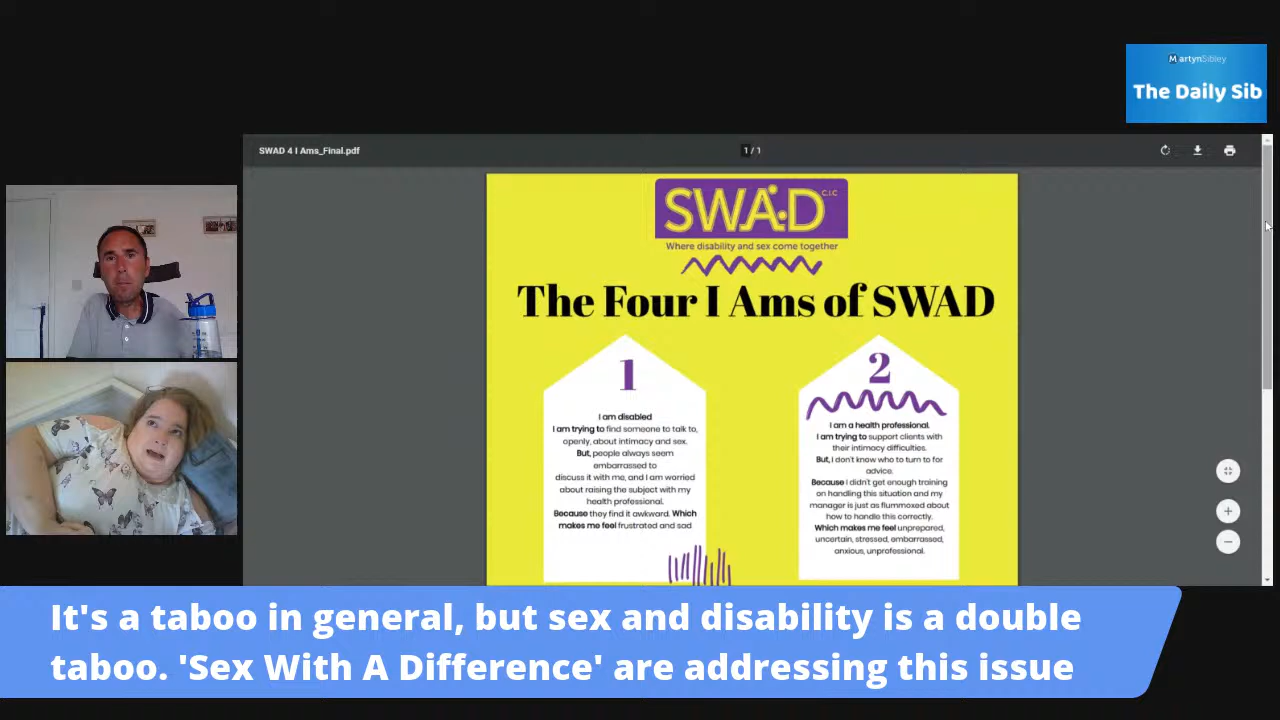 MartynSibley
The Daily Sib
SWAD 4 I Ams_Final.pdf
1 / 1
SWAD C.I.C
Where disability and sex come together
The Four I Ams of SWAD
1
I am disabled
I am trying to find someone to talk to,
openly, about intimacy and sex.
But, people always seem
embarrassed to
discuss it with me, and I am worried
about raising the subject with my
health professional.
Because they find it awkward. Which
makes me feel frustrated and sad
2
I am a health professional.
I am trying to support clients with
their intimacy difficulties.
But, I don't know who to turn to for
advice.
Because I didn't get enough training
on handling this situation and my
manager is just as flummoxed about
how to handle this correctly.
Which makes me feel unprepared,
uncertain, stressed, embarrassed,
anxious, unprofessional.
It's a taboo in general, but sex and disability is a double
taboo. 'Sex With A Difference' are addressing this issue